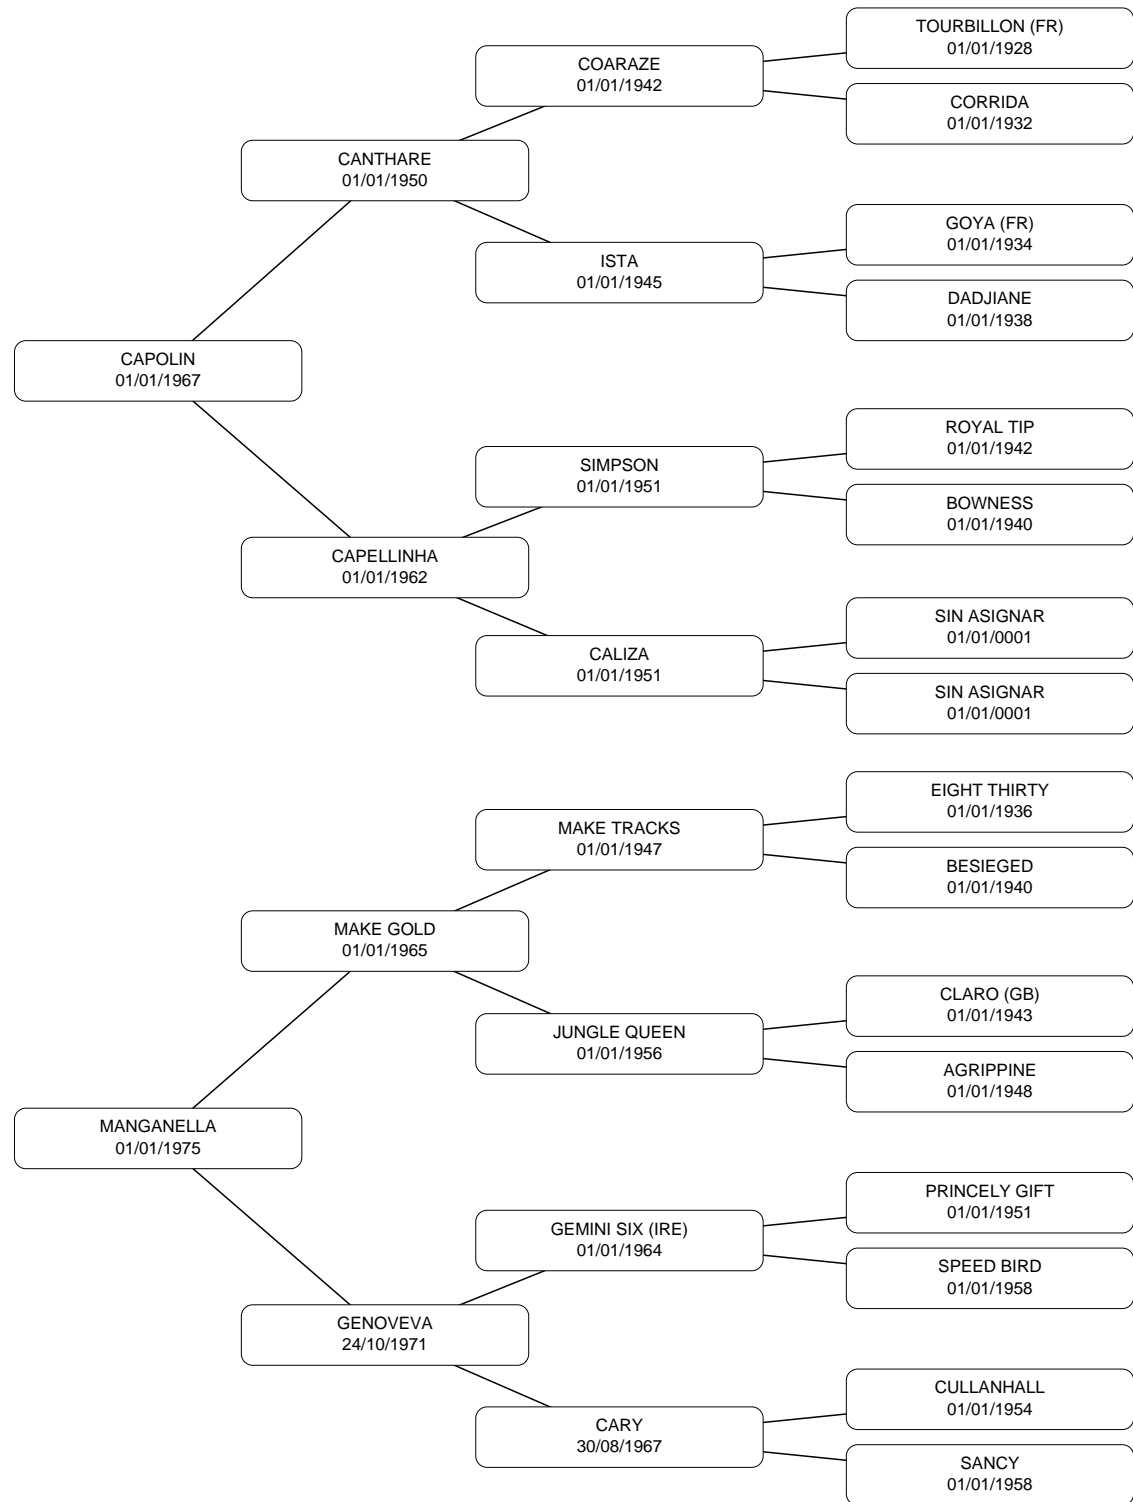 TOURBILLON (FR)
01/01/1928
COARAZE
01/01/1942
CORRIDA
01/01/1932
CANTHARE
01/01/1950
GOYA (FR)
01/01/1934
ISTA
01/01/1945
DADJIANE
01/01/1938
CAPOLIN
01/01/1967
ROYAL TIP
01/01/1942
SIMPSON
01/01/1951
BOWNESS
01/01/1940
CAPELLINHA
01/01/1962
SIN ASIGNAR
01/01/0001
CALIZA
01/01/1951
SIN ASIGNAR
01/01/0001
EIGHT THIRTY
01/01/1936
MAKE TRACKS
01/01/1947
BESIEGED
01/01/1940
MAKE GOLD
01/01/1965
CLARO (GB)
01/01/1943
JUNGLE QUEEN
01/01/1956
AGRIPPINE
01/01/1948
MANGANELLA
01/01/1975
PRINCELY GIFT
01/01/1951
GEMINI SIX (IRE)
01/01/1964
SPEED BIRD
01/01/1958
GENOVEVA
24/10/1971
CULLANHALL
01/01/1954
CARY
30/08/1967
SANCY
01/01/1958